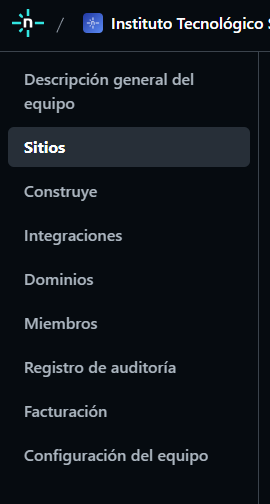 n / Instituto Tecnológico
Descripción general del
equipo
Sitios
Construye
Integraciones
Dominios
Miembros
Registro de auditoría
Facturación
Configuración del equipo